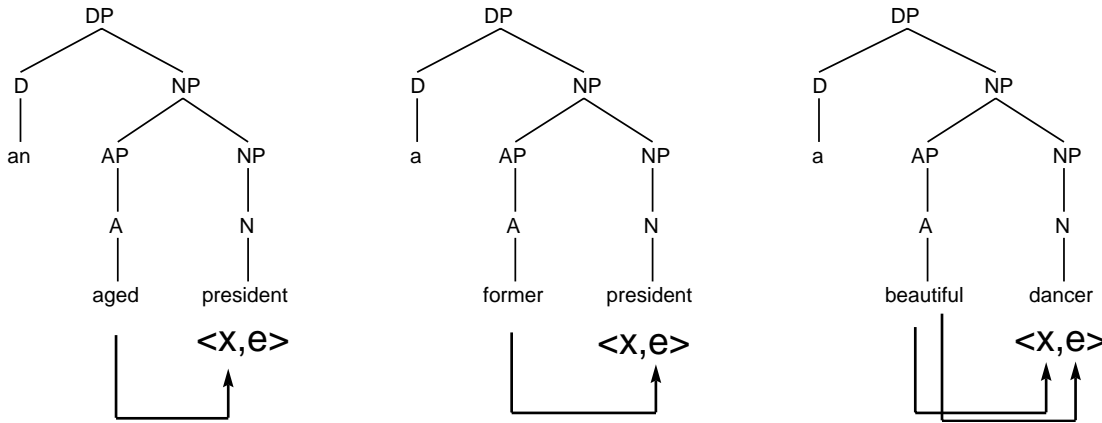 DP DP DP
D NP D NP D NP
an AP NP a AP NP a AP NP
A N A N A N
aged president former president beautiful dancer
<x,e> <x,e> <x,e>